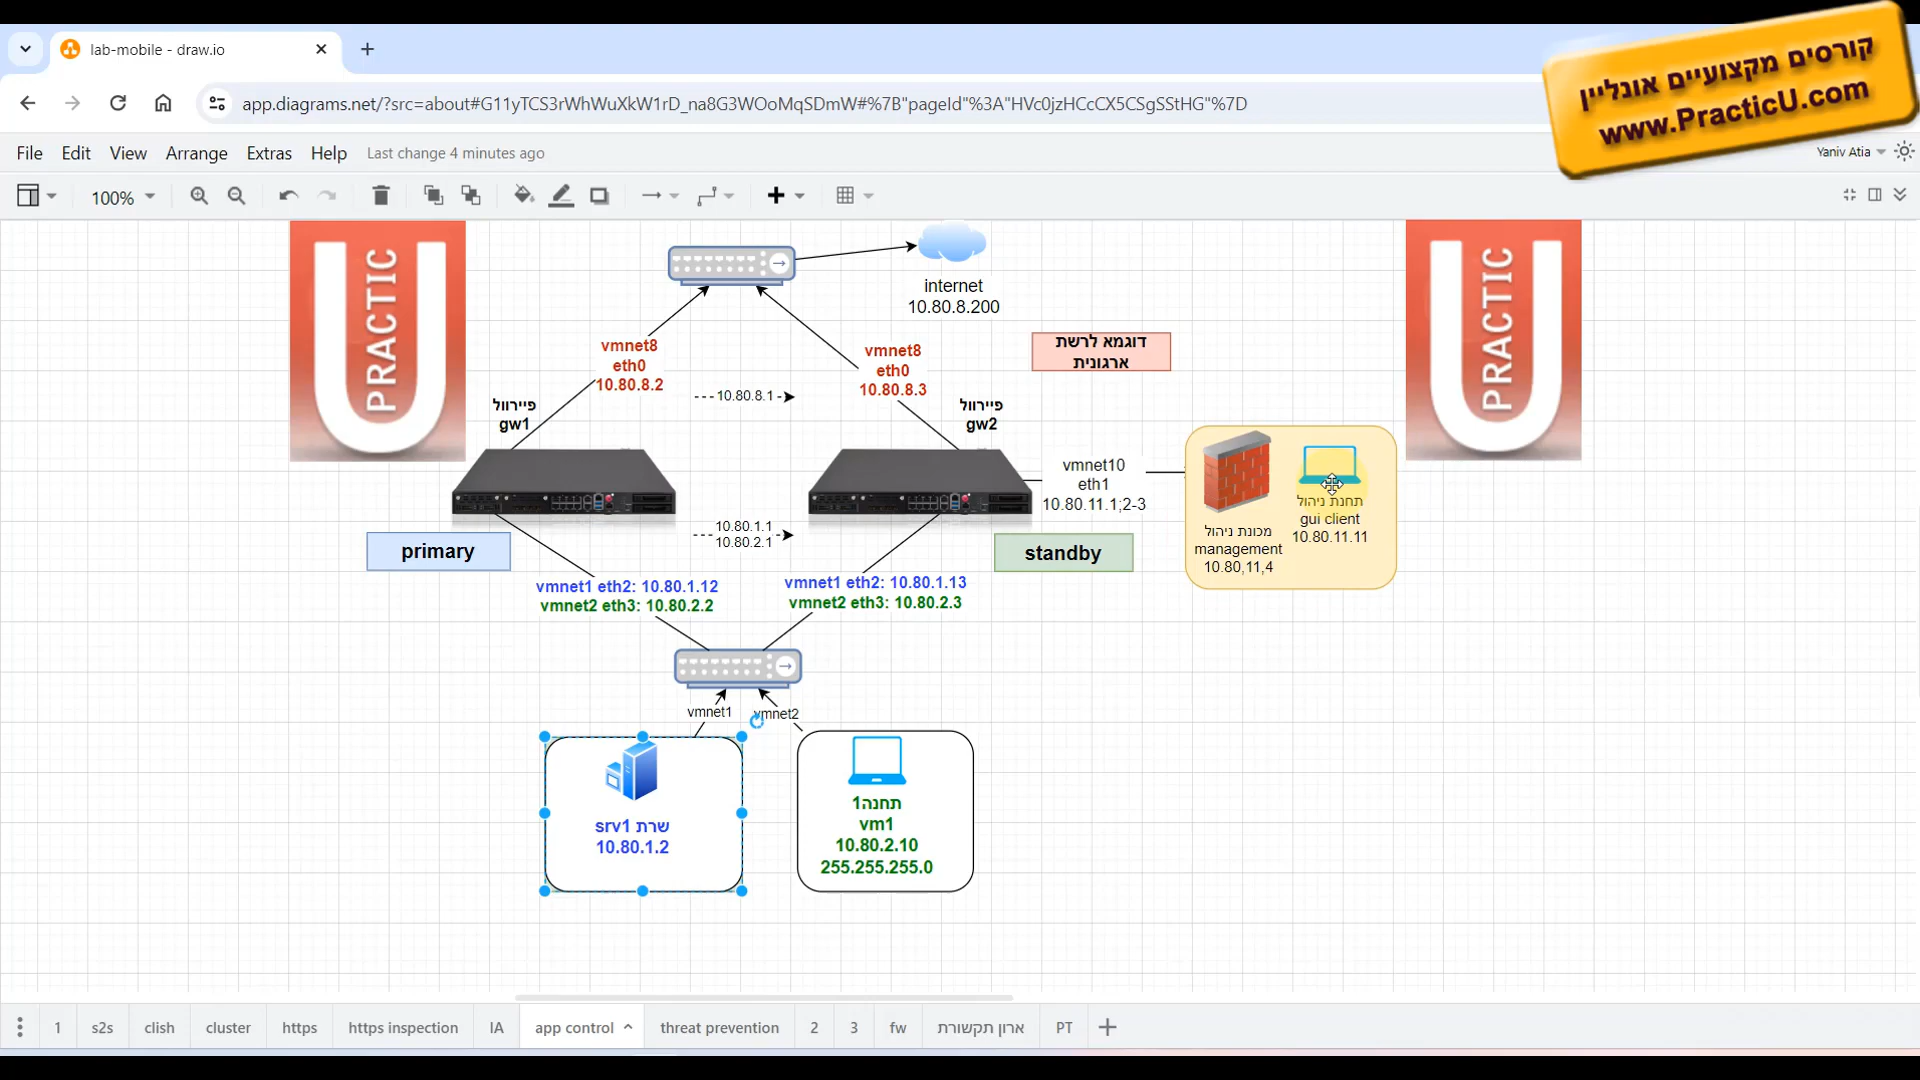 lab-mobile - draw.io
קורסים מקצועיים אונליין
www.PracticU.com
app.diagrams.net/?src=about#G11yTCS3rWhWuXkW1rD_na8G3WOoMqSDmW#%7B"pageId"%3A"HVc0jzHCcCX5CSgSStHG"%7D
File Edit View Arrange Extras Help Last change 4 minutes ago
Yaniv Atia
100%
PRACTIC
PRACTIC
internet
10.80.8.200
דוגמא לרשת
ארגונית
vmnet8
eth0
10.80.8.2
vmnet8
eth0
10.80.8.3
10.80.8.1
פיירוול
gw1
פיירוול
gw2
vmnet10
eth1
10.80.11.1;2-3
תחנת ניהול
gui client
10.80.11.11
מכונת ניהול
management
10.80,11,4
10.80.1.1
10.80.2.1
primary
standby
vmnet1 eth2: 10.80.1.12
vmnet2 eth3: 10.80.2.2
vmnet1 eth2: 10.80.1.13
vmnet2 eth3: 10.80.2.3
vmnet1
vmnet2
שרת srv1
10.80.1.2
תחנה1
vm1
10.80.2.10
255.255.255.0
1 s2s clish cluster https https inspection IA app control threat prevention 2 3 fw ארון תקשורת PT